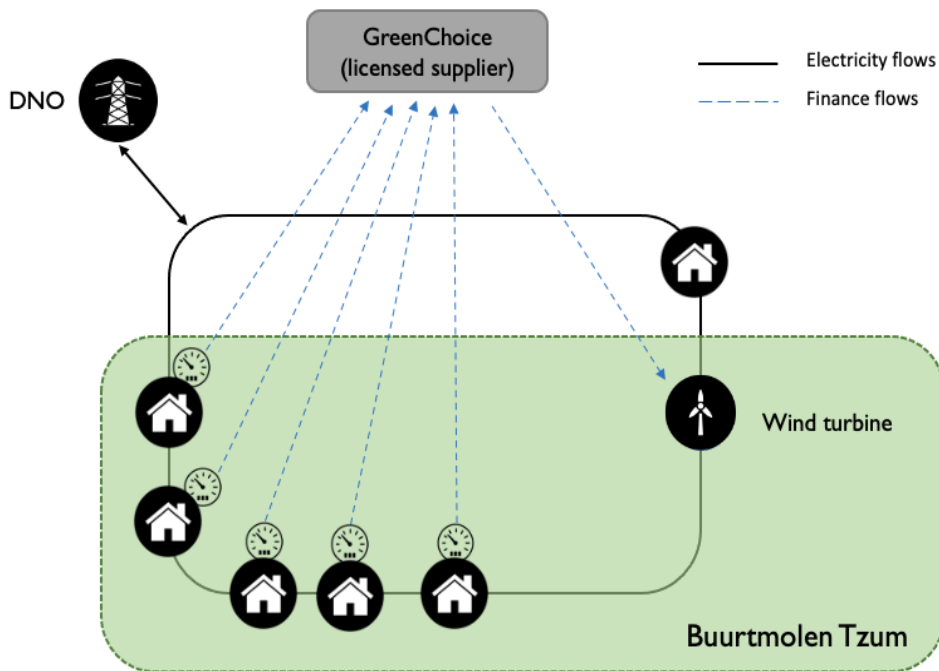 GreenChoice
(licensed supplier)
Electricity flows
Finance flows
DNO
Wind turbine
Buurtmolen Tzum